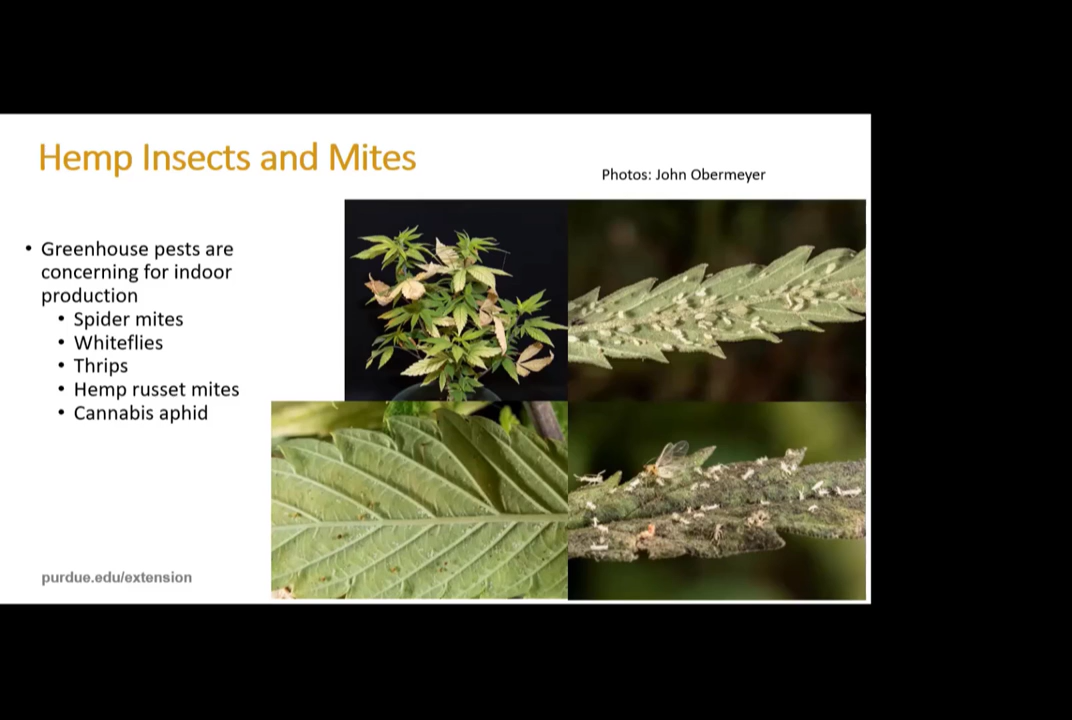 Hemp Insects and Mites
Photos: John Obermeyer
• Greenhouse pests are
concerning for indoor
production
• Spider mites
• Whiteflies
• Thrips
• Hemp russet mites
• Cannabis aphid
purdue.edu/extension